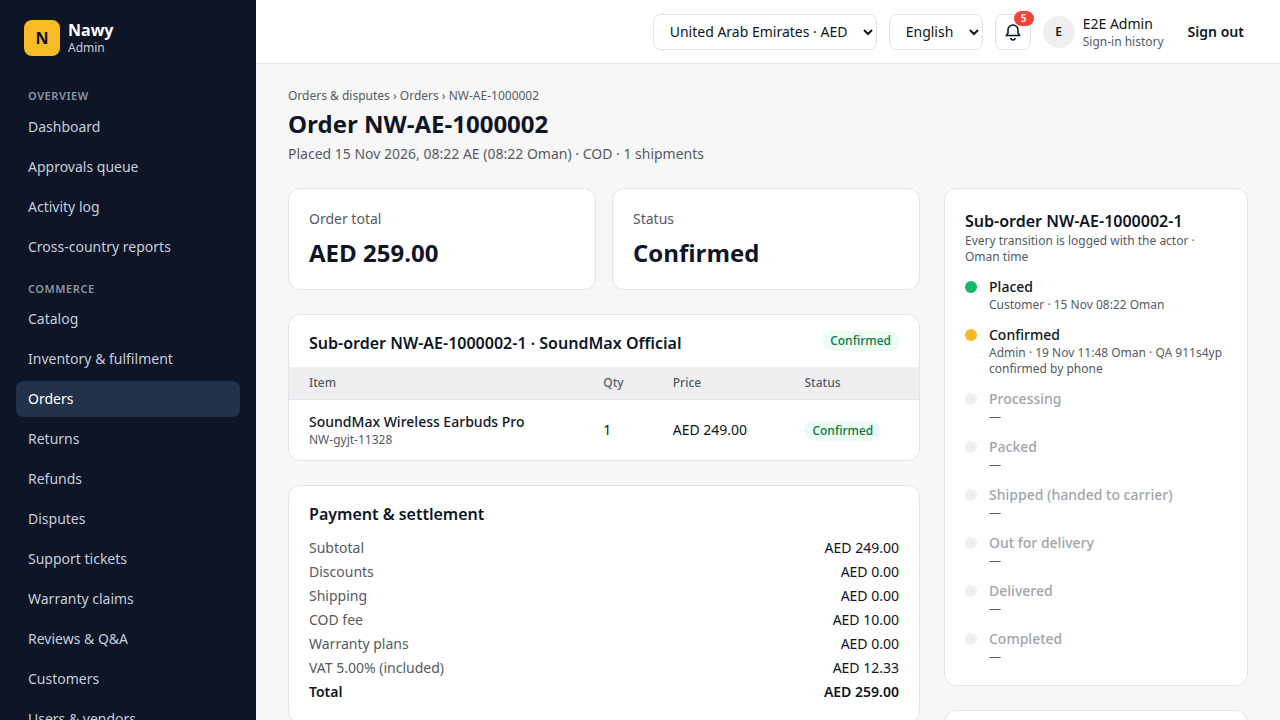 N
Nawy
Admin
OVERVIEW
Dashboard
Approvals queue
Activity log
Cross-country reports
COMMERCE
Catalog
Inventory & fulfilment
Orders
Returns
Refunds
Disputes
Support tickets
Warranty claims
Reviews & Q&A
Customers
Users & vendors
United Arab Emirates · AED
English
5
E
E2E Admin
Sign-in history
Sign out
Orders & disputes › Orders › NW-AE-1000002
Order NW-AE-1000002
Placed 15 Nov 2026, 08:22 AE (08:22 Oman) · COD · 1 shipments
Order total
AED 259.00
Status
Confirmed
Sub-order NW-AE-1000002-1 · SoundMax Official
Confirmed
Item Qty Price Status
SoundMax Wireless Earbuds Pro
NW-gyjt-11328
1 AED 249.00 Confirmed
Payment & settlement
Subtotal AED 249.00
Discounts AED 0.00
Shipping AED 0.00
COD fee AED 10.00
Warranty plans AED 0.00
VAT 5.00% (included) AED 12.33
Total AED 259.00
Sub-order NW-AE-1000002-1
Every transition is logged with the actor ·
Oman time
Placed
Customer · 15 Nov 08:22 Oman
Confirmed
Admin · 19 Nov 11:48 Oman · QA 911s4yp
confirmed by phone
Processing
—
Packed
—
Shipped (handed to carrier)
—
Out for delivery
—
Delivered
—
Completed
—